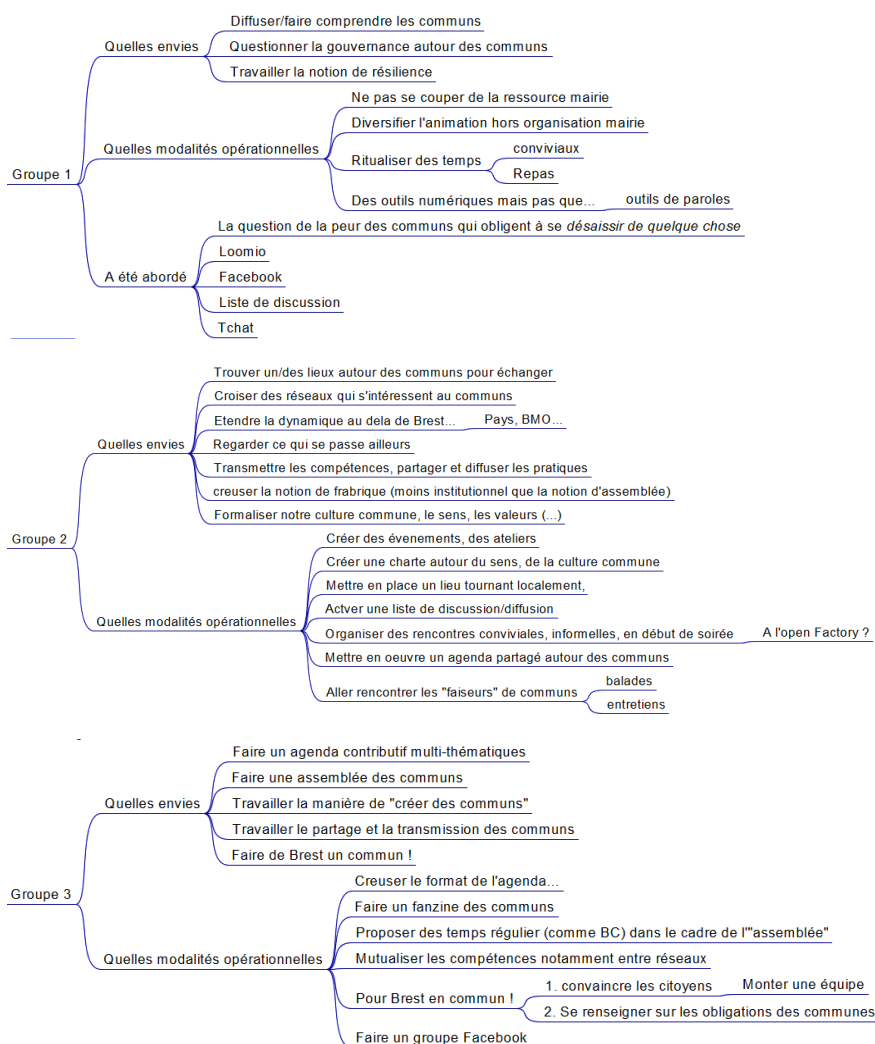 Groupe 1
Quelles envies
Diffuser/faire comprendre les communs
Questionner la gouvernance autour des communs
Travailler la notion de résilience
Quelles modalités opérationnelles
Ne pas se couper de la ressource mairie
Diversifier l'animation hors organisation mairie
Ritualiser des temps
conviviaux
Repas
Des outils numériques mais pas que...
outils de paroles
A été abordé
La question de la peur des communs qui obligent à se désaissir de quelque chose
Loomio
Facebook
Liste de discussion
Tchat
Groupe 2
Quelles envies
Trouver un/des lieux autour des communs pour échanger
Croiser des réseaux qui s'intéressent au communs
Etendre la dynamique au dela de Brest...
Pays, BMO...
Regarder ce qui se passe ailleurs
Transmettre les compétences, partager et diffuser les pratiques
creuser la notion de frabrique (moins institutionnel que la notion d'assemblée)
Formaliser notre culture commune, le sens, les valeurs (...)
Quelles modalités opérationnelles
Créer des évenements, des ateliers
Créer une charte autour du sens, de la culture commune
Mettre en place un lieu tournant localement,
Actver une liste de discussion/diffusion
Organiser des rencontres conviviales, informelles, en début de soirée
A l'open Factory ?
Mettre en oeuvre un agenda partagé autour des communs
Aller rencontrer les "faiseurs" de communs
balades
entretiens
Groupe 3
Quelles envies
Faire un agenda contributif multi-thématiques
Faire une assemblée des communs
Travailler la manière de "créer des communs"
Travailler le partage et la transmission des communs
Faire de Brest un commun !
Quelles modalités opérationnelles
Creuser le format de l'agenda...
Faire un fanzine des communs
Proposer des temps régulier (comme BC) dans le cadre de l'"assemblée"
Mutualiser les compétences notamment entre réseaux
Pour Brest en commun !
1. convaincre les citoyens
Monter une équipe
2. Se renseigner sur les obligations des communes
Faire un groupe Facebook